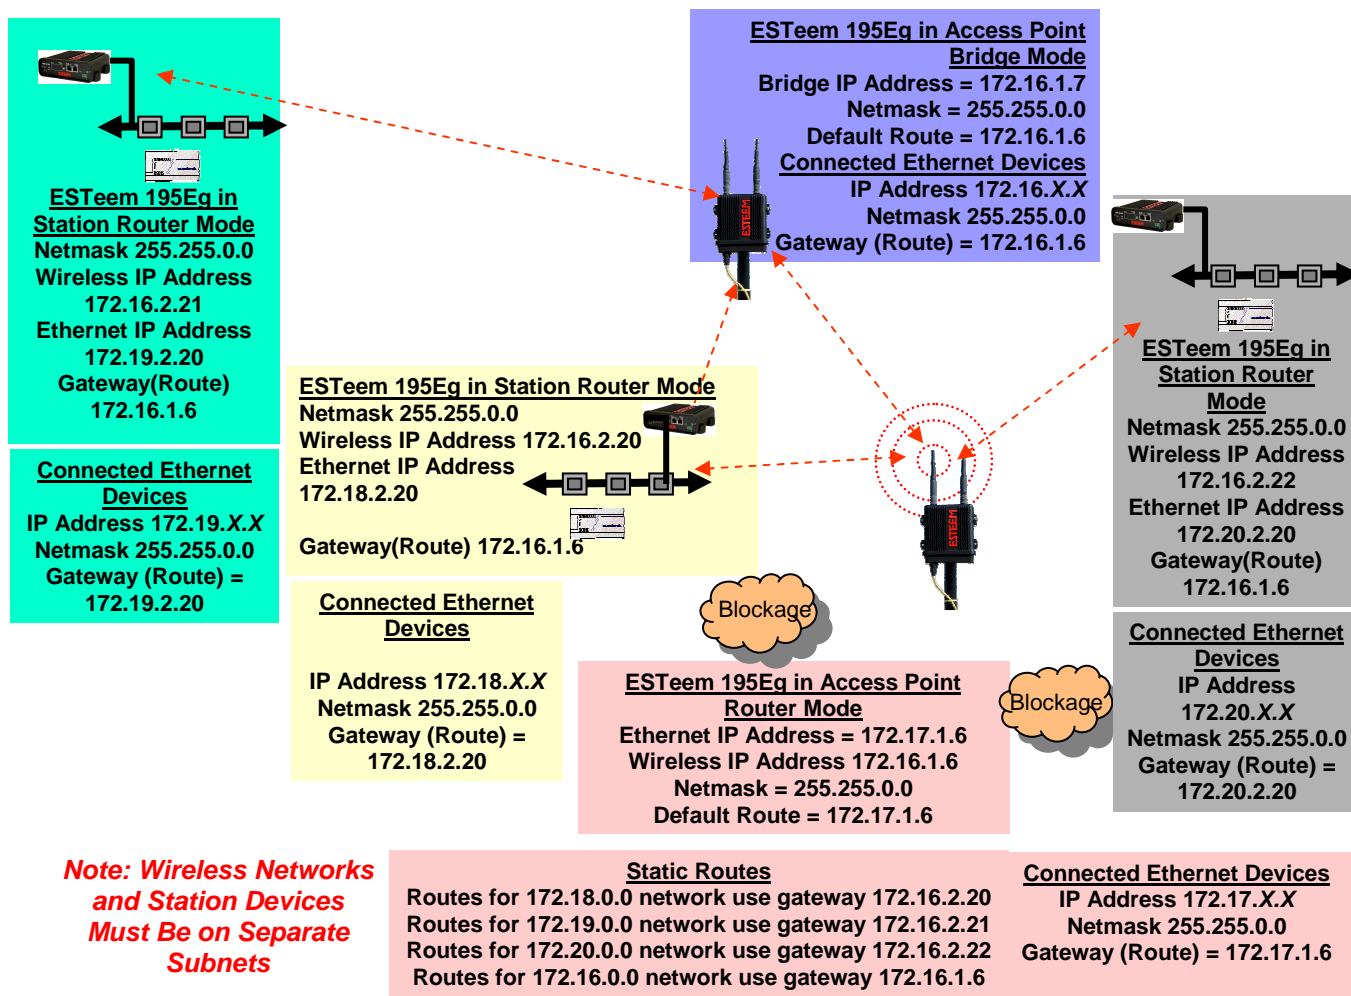 ESTeem 195Eg in
Station Router Mode
Netmask 255.255.0.0
Wireless IP Address
172.16.2.21
Ethernet IP Address
172.19.2.20
Gateway(Route)
172.16.1.6
Connected Ethernet
Devices
IP Address 172.19.X.X
Netmask 255.255.0.0
Gateway (Route) =
172.19.2.20
ESTeem 195Eg in Access Point
Bridge Mode
Bridge IP Address = 172.16.1.7
Netmask = 255.255.0.0
Default Route = 172.16.1.6
Connected Ethernet Devices
IP Address 172.16.X.X
Netmask 255.255.0.0
Gateway (Route) = 172.16.1.6
ESTEEM
ESTeem 195Eg in Station Router Mode
Netmask 255.255.0.0
Wireless IP Address 172.16.2.20
Ethernet IP Address
172.18.2.20
Gateway(Route) 172.16.1.6
Connected Ethernet
Devices
IP Address 172.18.X.X
Netmask 255.255.0.0
Gateway (Route) =
172.18.2.20
ESTEEM
Blockage
Blockage
ESTeem 195Eg in
Station Router
Mode
Netmask 255.255.0.0
Wireless IP Address
172.16.2.22
Ethernet IP Address
172.20.2.20
Gateway(Route)
172.16.1.6
Connected Ethernet
Devices
IP Address
172.20.X.X
Netmask 255.255.0.0
Gateway (Route) =
172.20.2.20
ESTeem 195Eg in Access Point
Router Mode
Ethernet IP Address = 172.17.1.6
Wireless IP Address 172.16.1.6
Netmask = 255.255.0.0
Default Route = 172.17.1.6
Note: Wireless Networks
and Station Devices
Must Be on Separate
Subnets
Static Routes
Routes for 172.18.0.0 network use gateway 172.16.2.20
Routes for 172.19.0.0 network use gateway 172.16.2.21
Routes for 172.20.0.0 network use gateway 172.16.2.22
Routes for 172.16.0.0 network use gateway 172.16.1.6
Connected Ethernet Devices
IP Address 172.17.X.X
Netmask 255.255.0.0
Gateway (Route) = 172.17.1.6